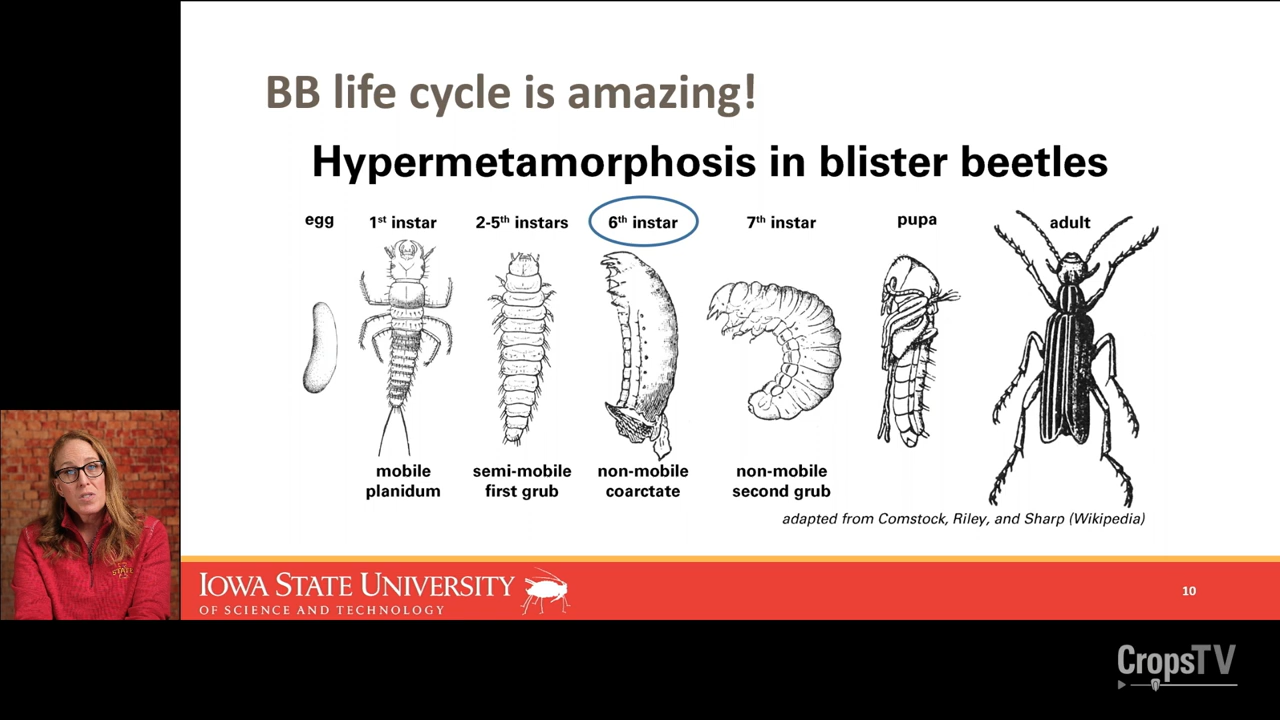 BB life cycle is amazing!
Hypermetamorphosis in blister beetles
egg
1st instar
2-5th instars
6th instar
7th instar
pupa
adult
mobile
planidum
semi-mobile
first grub
non-mobile
coarctate
non-mobile
second grub
adapted from Comstock, Riley, and Sharp (Wikipedia)
IOWA STATE UNIVERSITY
OF SCIENCE AND TECHNOLOGY
10
STATE
CropsTV